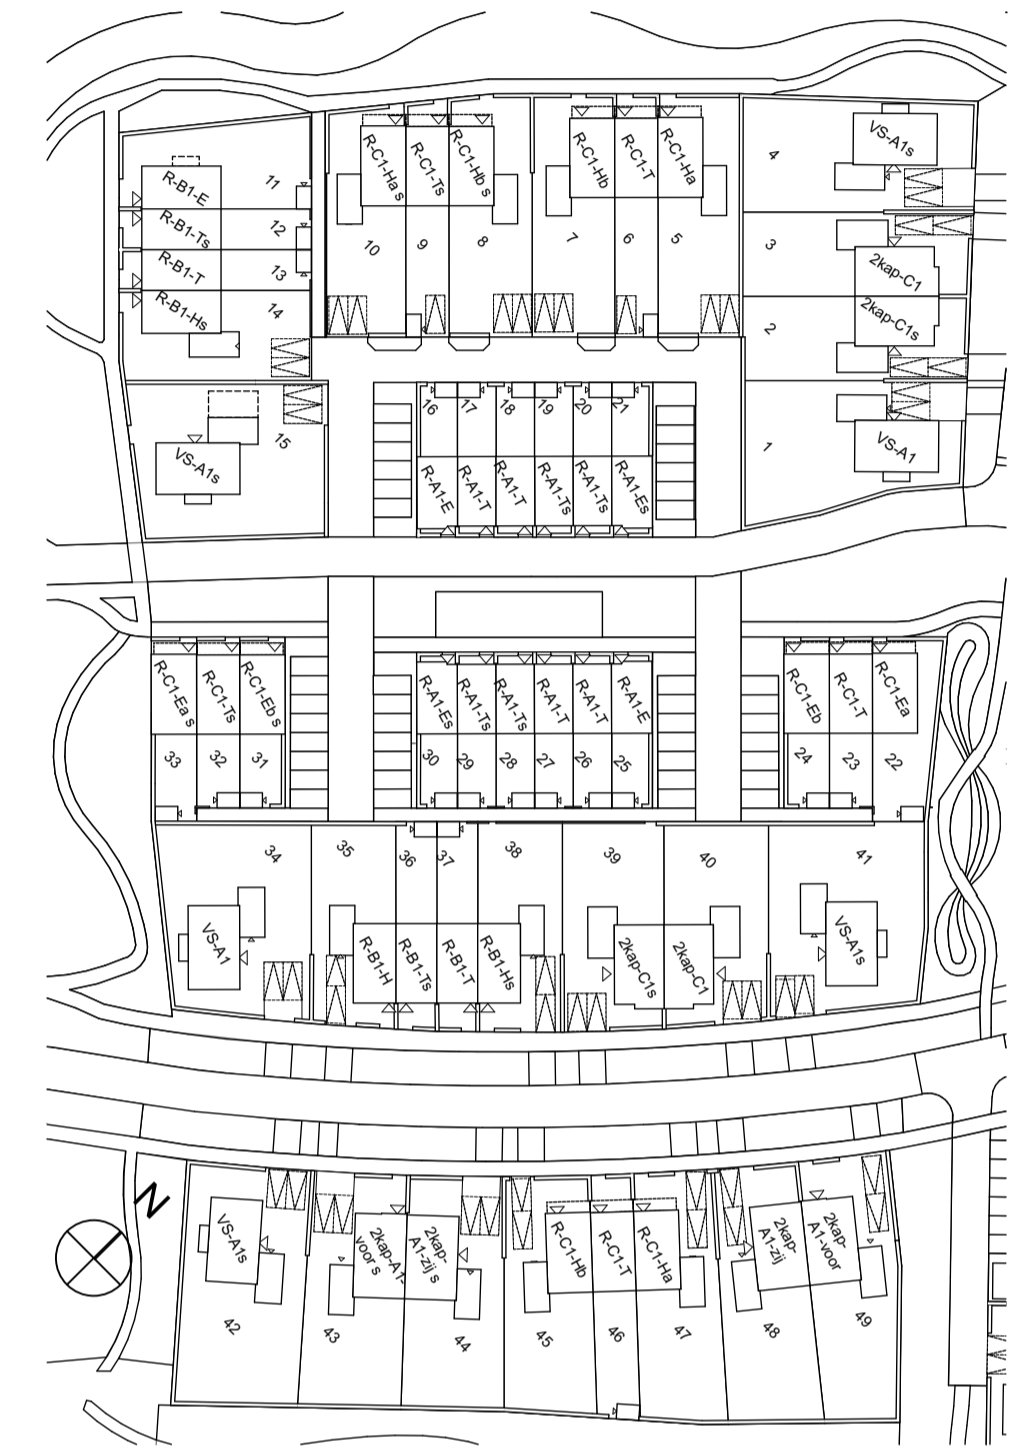 R-C1-Ha s
R-C1-Ts
R-C1-Hb s
R-C1-Hb
R-C1-T
R-C1-Ha
10
9
8
7
6
5
4
VS-A1s
3
2kap-C1
2
2kap-C1s
1
VS-A1
R-B1-E
11
R-B1-Ts
12
R-B1-T
13
R-B1-Hs
14
15
VS-A1s
16
17
18
19
20
21
R-A1-E
R-A1-T
R-A1-T
R-A1-Ts
R-A1-Ts
R-A1-Es
R-C1-Ea s
R-C1-Ts
R-C1-Eb s
33
32
31
R-A1-Es
R-A1-Ts
R-A1-Ts
R-A1-T
R-A1-T
R-A1-E
30
29
28
27
26
25
R-C1-Eb
R-C1-T
R-C1-Ea
24
23
22
34
35
36
37
38
39
40
41
VS-A1
R-B1-H
R-B1-Ts
R-B1-T
R-B1-Hs
2kap-C1s
2kap-C1
VS-A1s
N
VS-A1s
2kap-A1-
voor s
2kap-
A1-zij s
R-C1-Hb
R-C1-T
R-C1-Ha
2kap-
A1-zij
2kap-
A1-voor
42
43
44
45
46
47
48
49